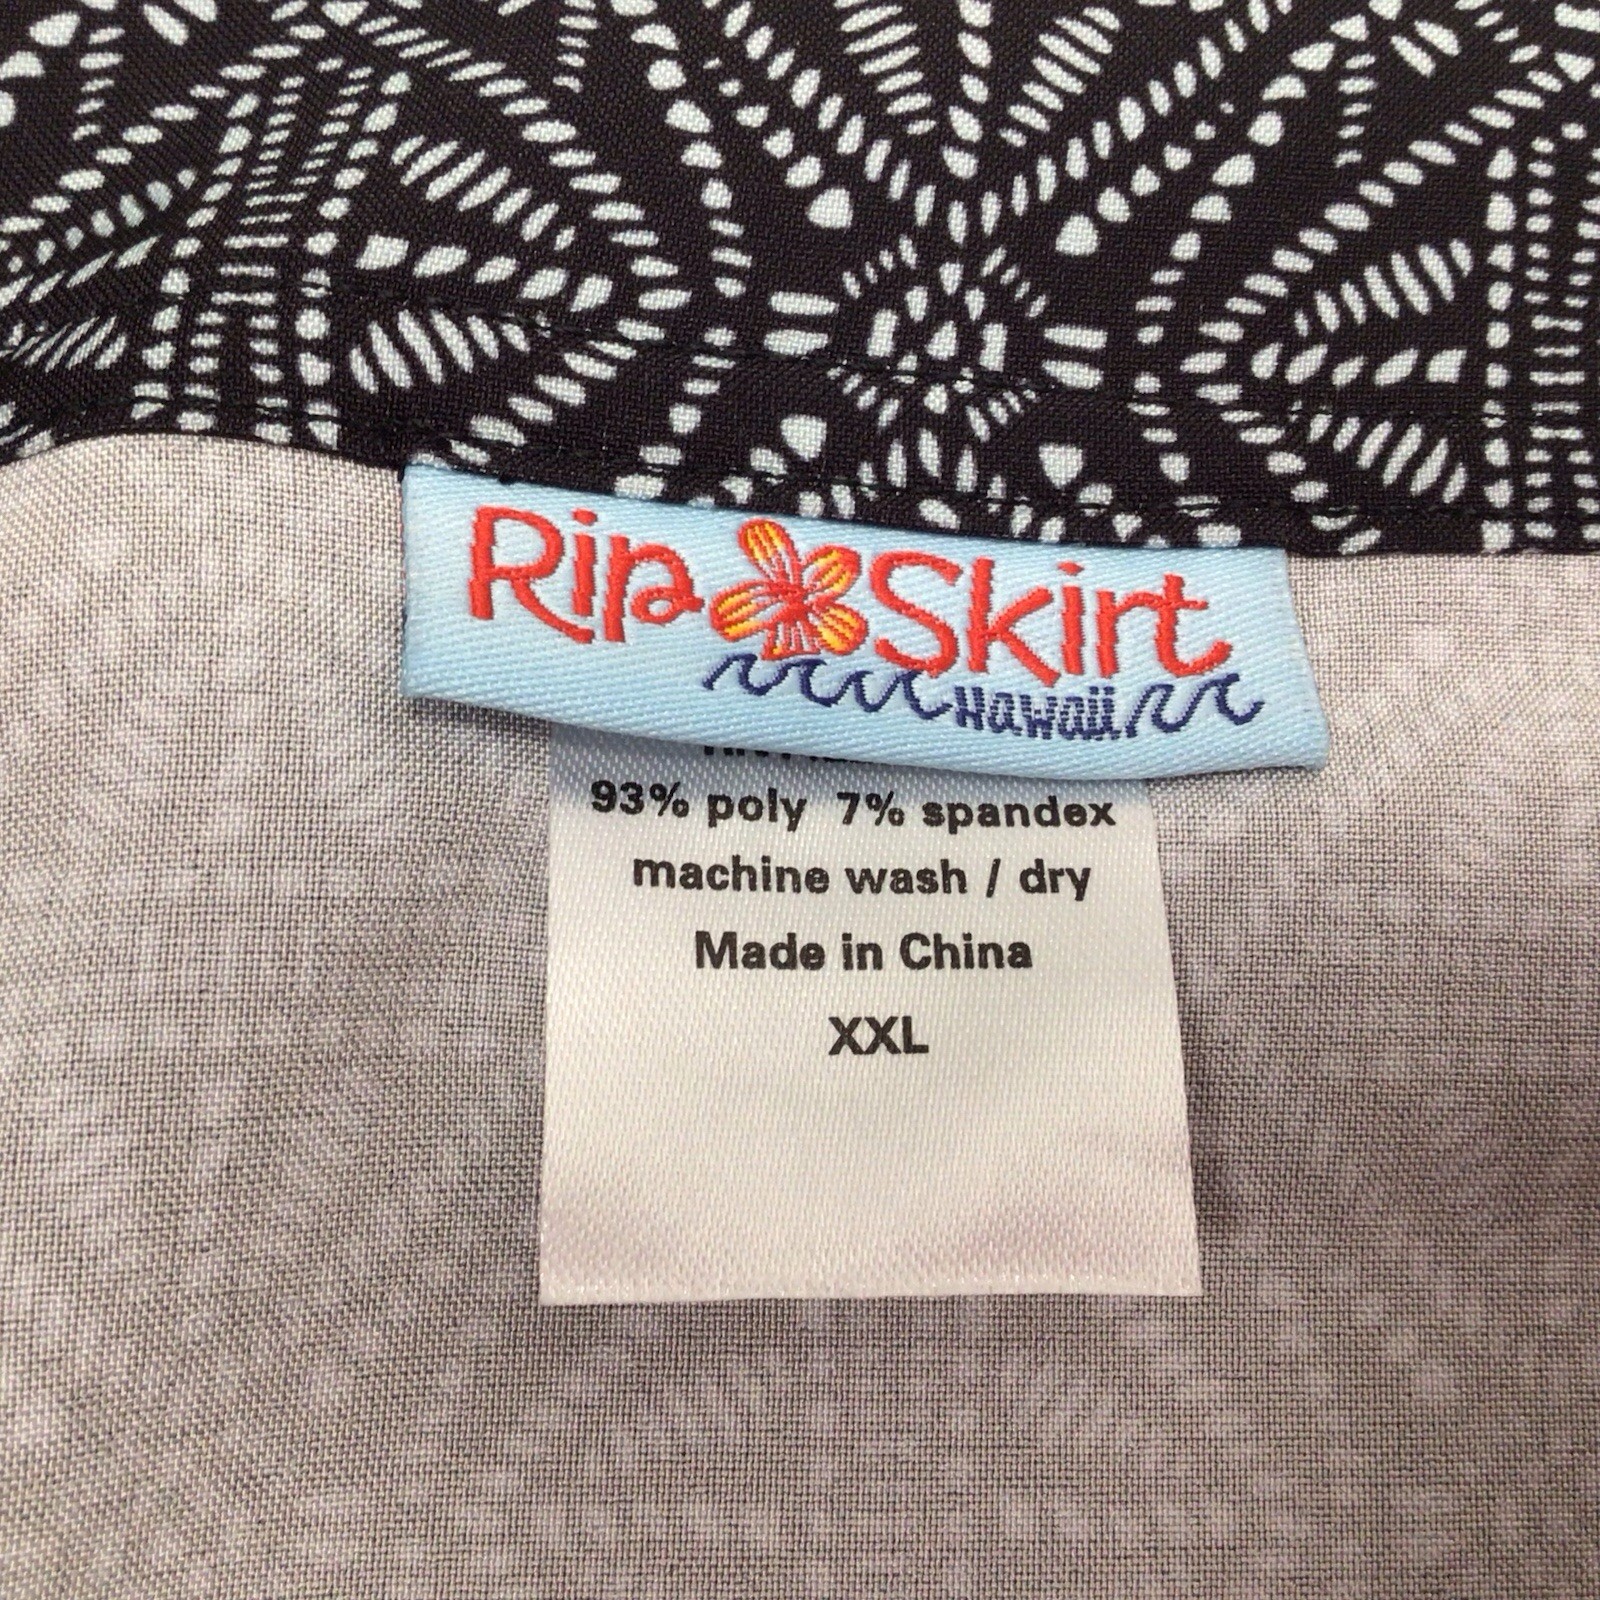 Rip Skirt
Hawaii
93% poly 7% spandex
machine wash / dry
Made in China
XXL